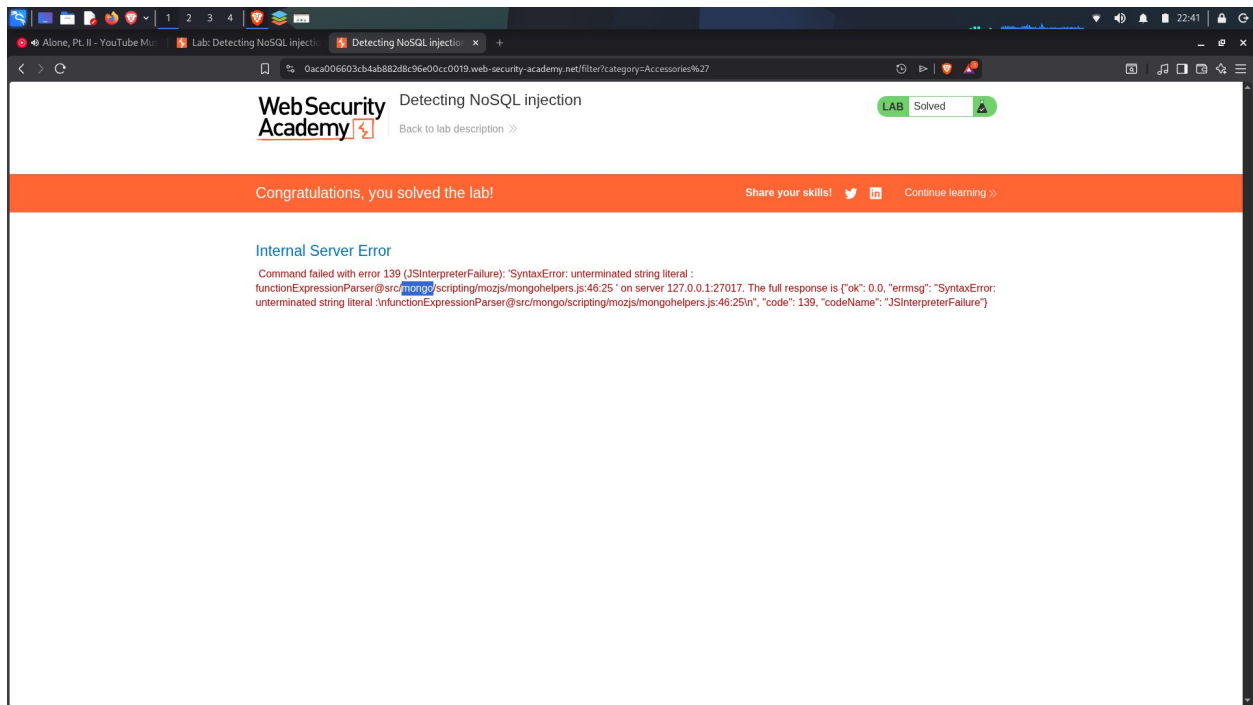 1 2 3 4 22:41
Alone, Pt. II - YouTube Mu
Lab: Detecting NoSQL injectio
Detecting NoSQL injection
0aca006603cb4ab882d8c96e00cc0019.web-security-academy.net/filter?category=Accessories%27
Web Security Academy
Detecting NoSQL injection
Back to lab description
LAB Solved
Congratulations, you solved the lab!
Share your skills!
Continue learning
Internal Server Error
Command failed with error 139 (JSInterpreterFailure): 'SyntaxError: unterminated string literal :
functionExpressionParser@src/mongo/scripting/mozjs/mongohelpers.js:46:25 ' on server 127.0.0.1:27017. The full response is {"ok": 0.0, "errmsg": "SyntaxError:
unterminated string literal :\nfunctionExpressionParser@src/mongo/scripting/mozjs/mongohelpers.js:46:25\n", "code": 139, "codeName": "JSInterpreterFailure"}